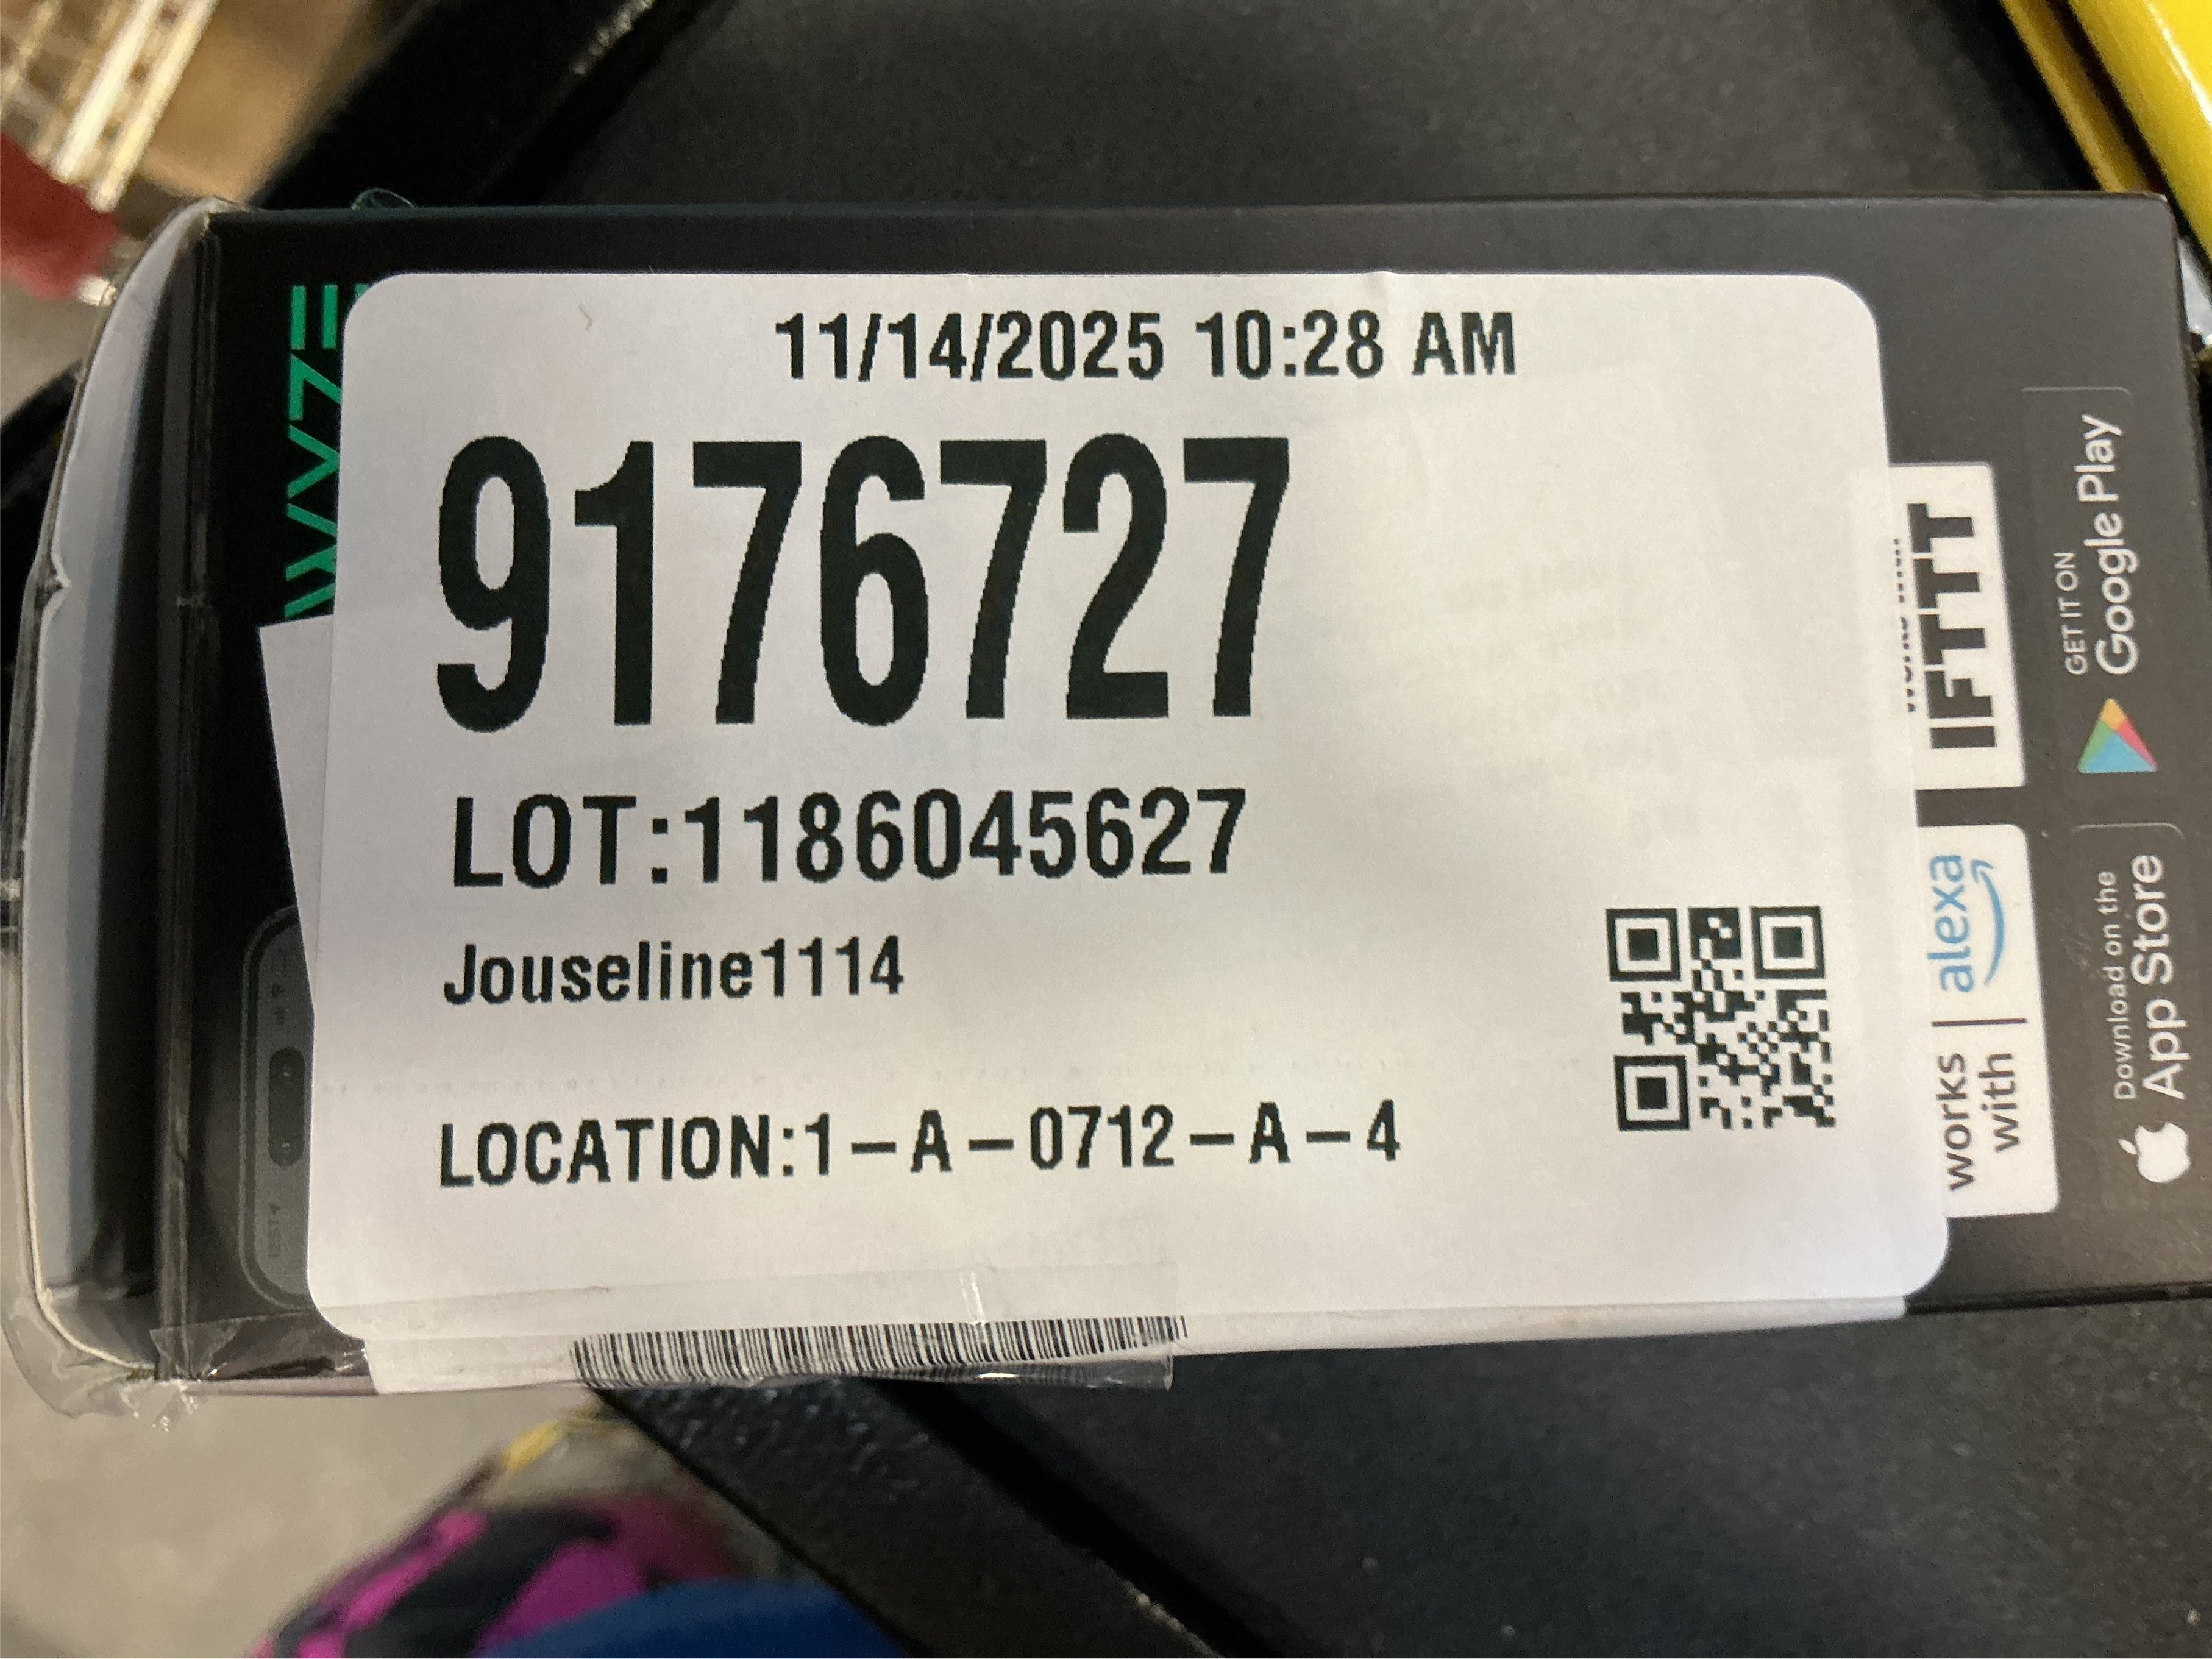 11/14/2025 10:28 AM
9176727
LOT:1186045627
Jouseline1114
LOCATION:1-A-0712-A-4
WYZE
IFTTT
works with
alexa
GET IT ON
Google Play
Download on the
App Store